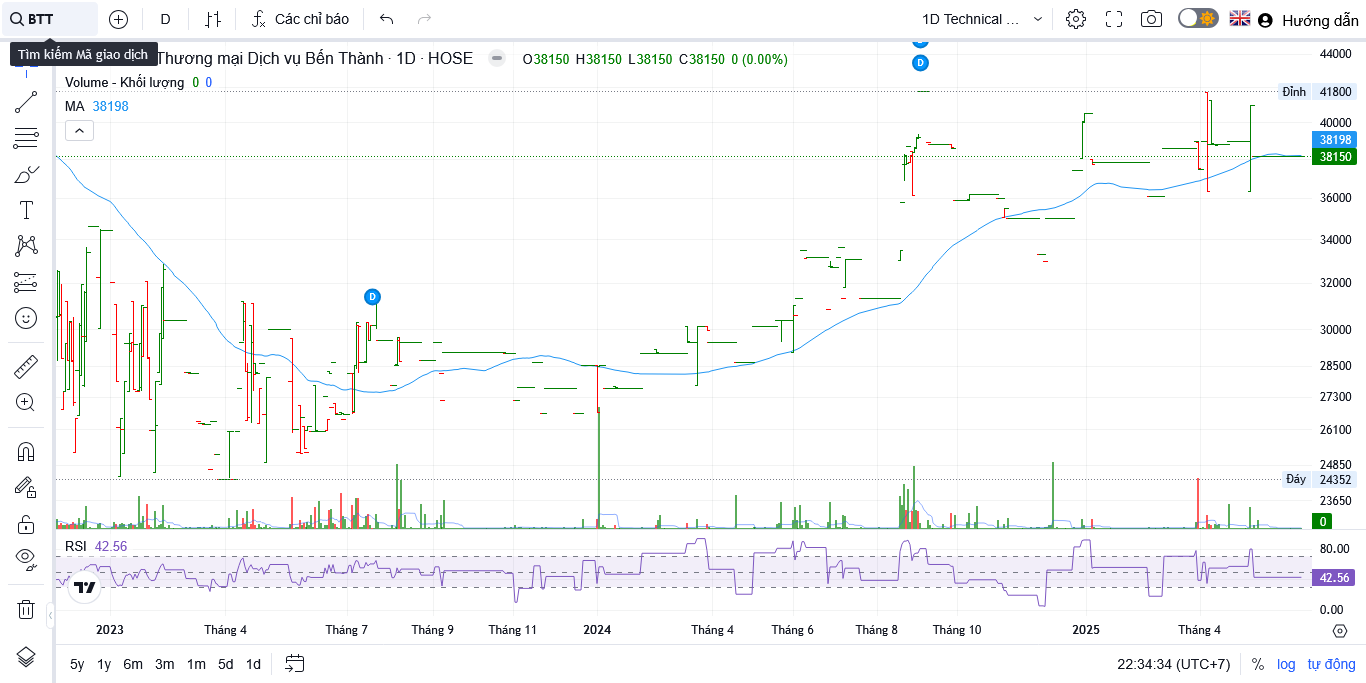 BTT
D
Các chỉ báo
1D Technical ...
Hướng dẫn
Tìm kiếm Mã giao dịch
Thương mại Dịch vụ Bến Thành · 1D · HOSE
O38150 H38150 L38150 C38150 0 (0.00%)
Volume - Khối lượng 0 0
MA 38198
D
D
44000
Đỉnh 41800
40000
38198
38150
36000
34000
32000
30000
28500
27300
26100
24850
Đáy 24352
23650
0
RSI 42.56
80.00
42.56
0.00
2023 Tháng 4 Tháng 7 Tháng 9 Tháng 11 2024 Tháng 4 Tháng 6 Tháng 8 Tháng 10 2025 Tháng 4
5y 1y 6m 3m 1m 5d 1d
22:34:34 (UTC+7) % log tự động